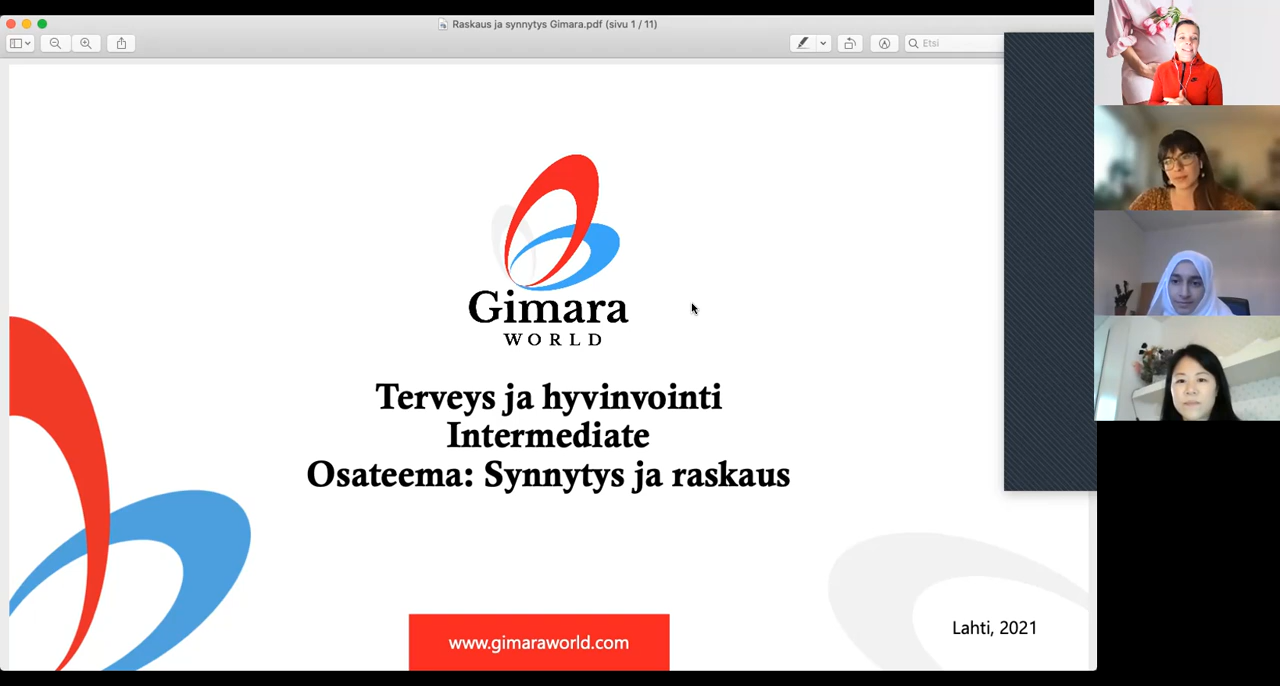 Raskaus ja synnytys Gimara.pdf (sivu 1 / 11)
Etsi
Gimara
WORLD
Terveys ja hyvinvointi
Intermediate
Osateema: Synnytys ja raskaus
www.gimaraworld.com
Lahti, 2021